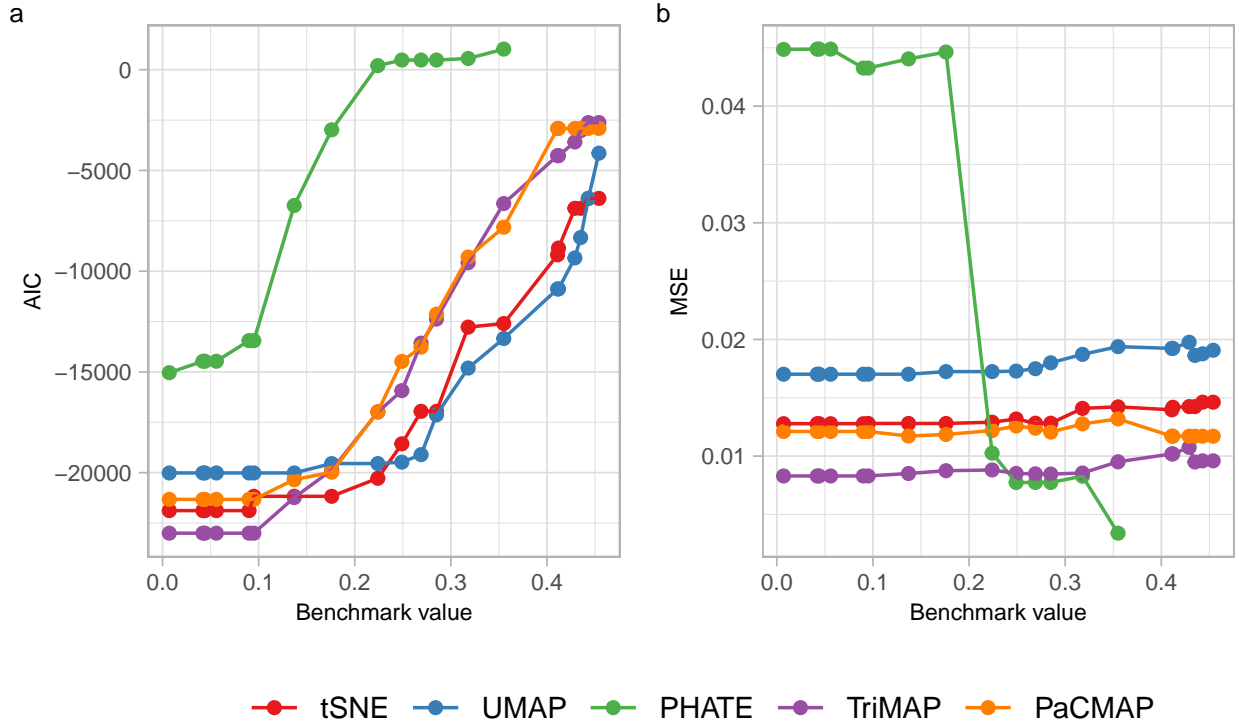 a
b
0
−5000
−10000
−15000
−20000
AIC
0.0 0.1 0.2 0.3 0.4
Benchmark value
0.04
0.03
0.02
0.01
MSE
0.0 0.1 0.2 0.3 0.4
Benchmark value
tSNE UMAP PHATE TriMAP PaCMAP